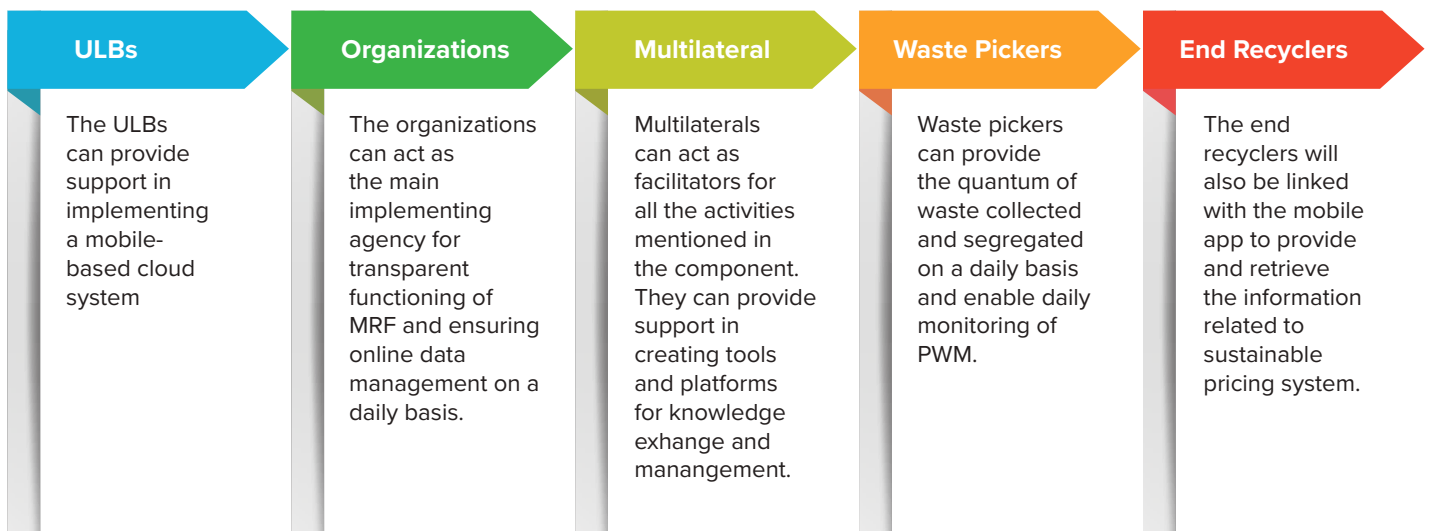 ULBs
The ULBs
can provide
support in
implementing
a mobile-
based cloud
system
Organizations
The organizations
can act as
the main
implementing
agency for
transparent
functioning of
MRF and ensuring
online data
management on a
daily basis.
Multilateral
Multilaterals
can act as
facilitators for
all the activities
mentioned in
the component.
They can provide
support in
creating tools
and platforms
for knowledge
exhange and
manangement.
Waste Pickers
Waste pickers
can provide
the quantum of
waste collected
and segregated
on a daily basis
and enable daily
monitoring of
PWM.
End Recyclers
The end
recyclers will
also be linked
with the mobile
app to provide
and retrieve
the information
related to
sustainable
pricing system.